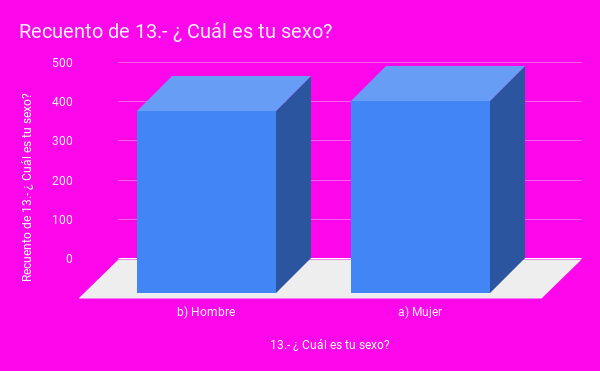 Recuento de 13.- ¿ Cuál es tu sexo?
Recuento de 13.- ¿ Cuál es tu sexo?
500
400
300
200
100
0
b) Hombre
a) Mujer
13.- ¿ Cuál es tu sexo?